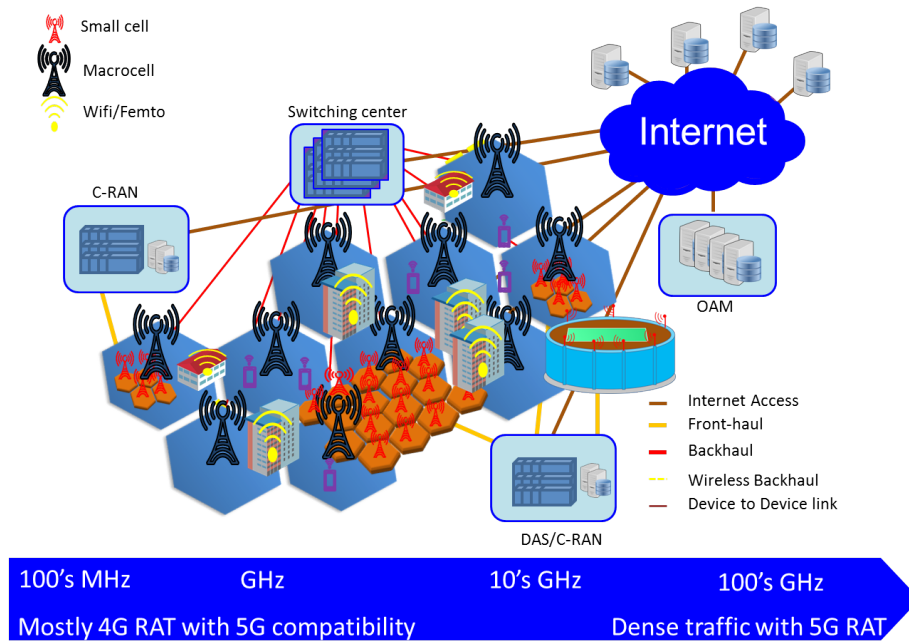 Small cell
Macrocell
Wifi/Femto
Switching center
Internet
C-RAN
OAM
Internet Access
Front-haul
Backhaul
Wireless Backhaul
Device to Device link
DAS/C-RAN
100's MHz
GHz
10's GHz
100's GHz
Mostly 4G RAT with 5G compatibility
Dense traffic with 5G RAT